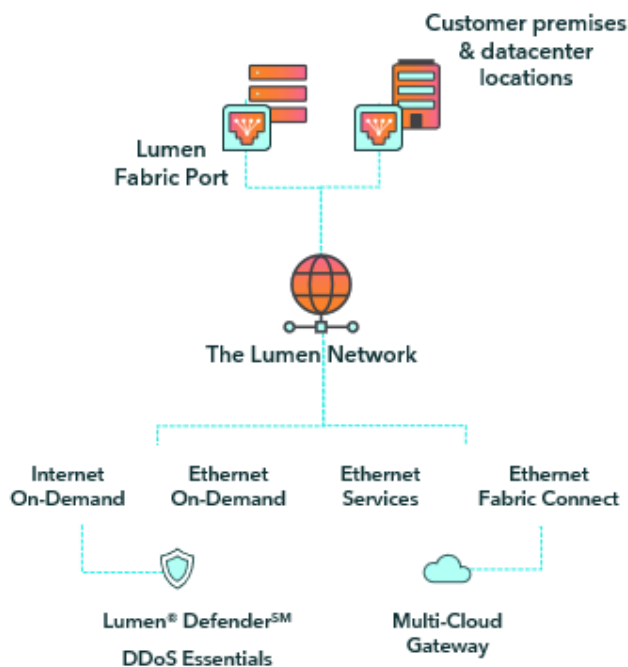 Customer premises
& datacenter
locations
Lumen
Fabric Port
The Lumen Network
Internet
On-Demand
Ethernet
On-Demand
Ethernet
Services
Ethernet
Fabric Connect
Lumen® Defender℠
DDoS Essentials
Multi-Cloud
Gateway